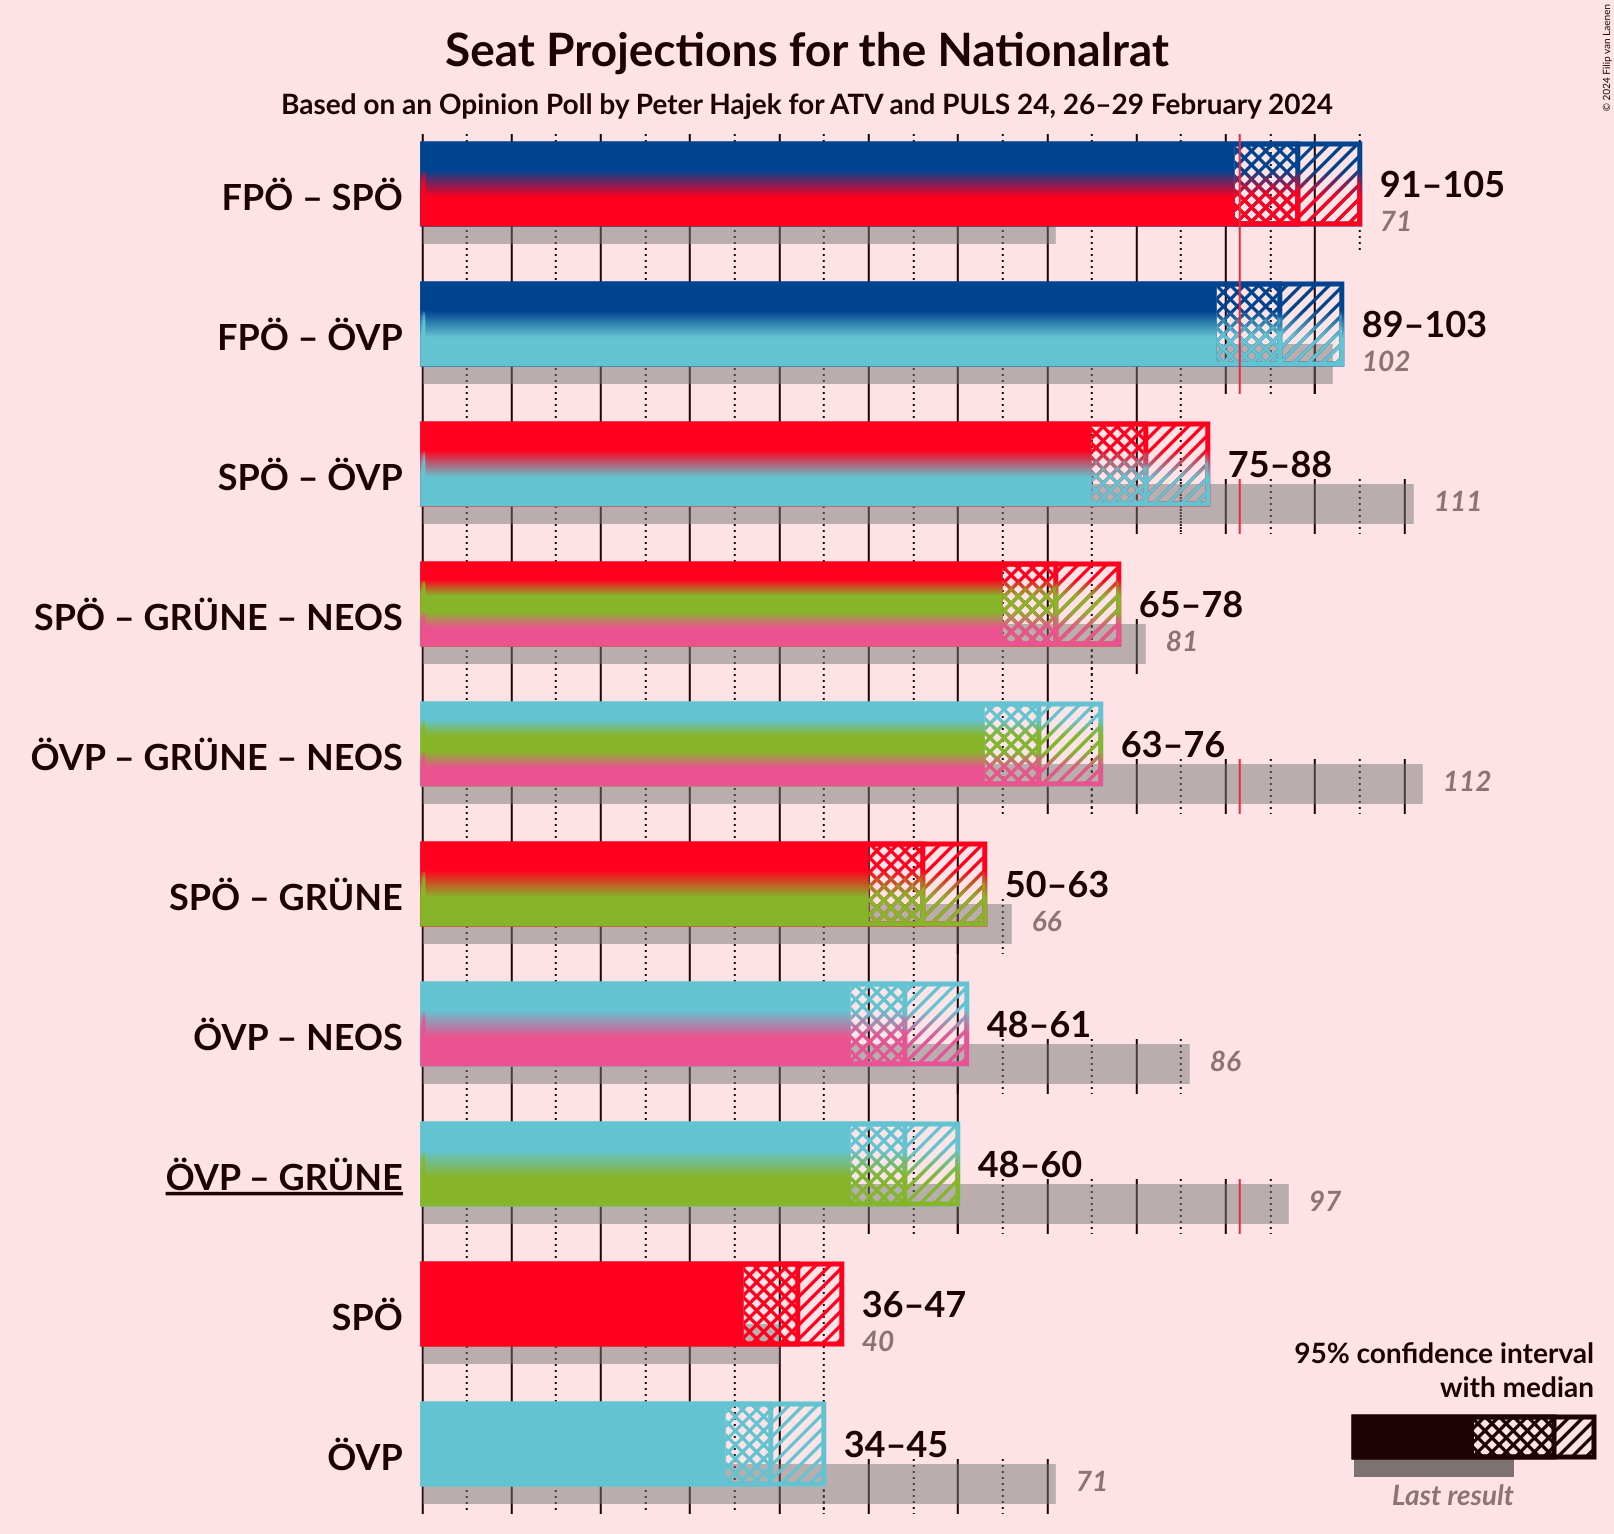 Seat Projections for the Nationalrat
Based on an Opinion Poll by Peter Hajek for ATV and PULS 24, 26–29 February 2024
© 2024 Filip van Laenen
FPÖ – SPÖ
91–105
71
FPÖ – ÖVP
89–103
102
SPÖ – ÖVP
75–88
111
SPÖ – GRÜNE – NEOS
65–78
81
ÖVP – GRÜNE – NEOS
63–76
112
SPÖ – GRÜNE
50–63
66
ÖVP – NEOS
48–61
86
ÖVP – GRÜNE
48–60
97
SPÖ
36–47
40
ÖVP
34–45
71
95% confidence interval
with median
Last result